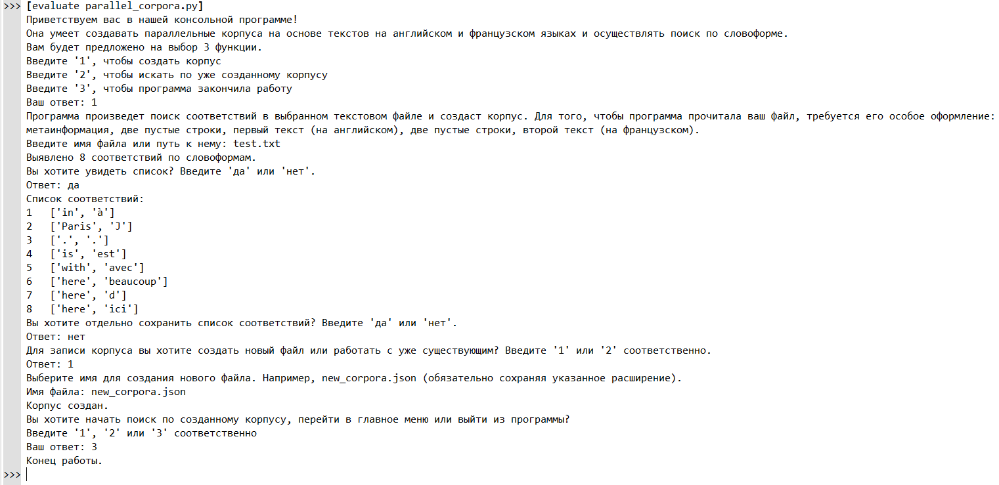 >>> [evaluate parallel_corpora.py]
Приветствуем вас в нашей консольной программе!
Она умеет создавать параллельные корпуса на основе текстов на английском и французском языках и осуществлять поиск по словоформе.
Вам будет предложено на выбор 3 функции.
Введите '1', чтобы создать корпус
Введите '2', чтобы искать по уже созданному корпусу
Введите '3', чтобы программа закончила работу
Ваш ответ: 1
Программа произведет поиск соответствий в выбранном текстовом файле и создаст корпус. Для того, чтобы программа прочитала ваш файл, требуется его особое оформление:
метаинформация, две пустые строки, первый текст (на английском), две пустые строки, второй текст (на французском).
Введите имя файла или путь к нему: test.txt
Выявлено 8 соответствий по словоформам.
Вы хотите увидеть список? Введите 'да' или 'нет'.
Ответ: да
Список соответствий:
1   ['in', 'à']
2   ['Paris', 'J']
3   ['.', '.']
4   ['is', 'est']
5   ['with', 'avec']
6   ['here', 'beaucoup']
7   ['here', 'd']
8   ['here', 'ici']
Вы хотите отдельно сохранить список соответствий? Введите 'да' или 'нет'.
Ответ: нет
Для записи корпуса вы хотите создать новый файл или работать с уже существующим? Введите '1' или '2' соответственно.
Ответ: 1
Выберите имя для создания нового файла. Например, new_corpora.json (обязательно сохраняя указанное расширение).
Имя файла: new_corpora.json
Корпус создан.
Вы хотите начать поиск по созданному корпусу, перейти в главное меню или выйти из программы?
Введите '1', '2' или '3' соответственно
Ваш ответ: 3
Конец работы.
>>>